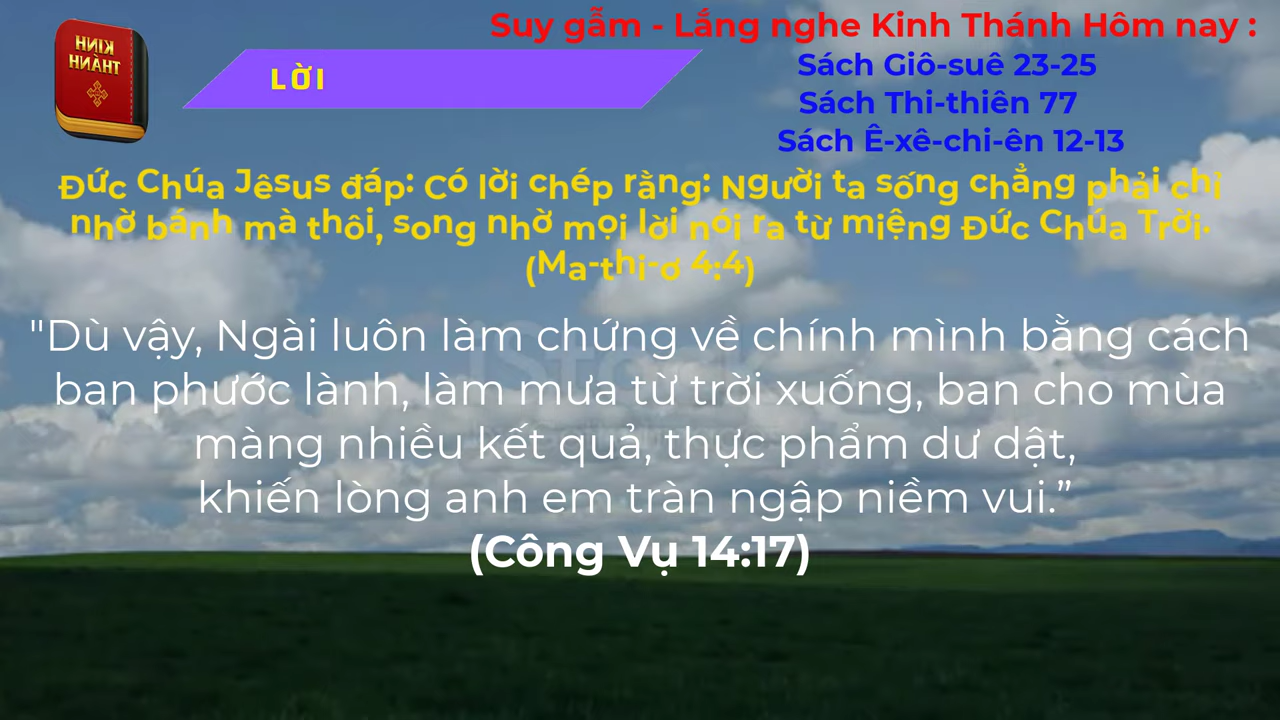 KINH
THÁNH
LỜI
Suy gẫm - Lắng nghe Kinh Thánh Hôm nay :
Sách Giô-suê 23-25
Sách Thi-thiên 77
Sách Ê-xê-chi-ên 12-13
Đức Chúa Jêsus đáp: Có lời chép rằng: Người ta sống chẳng phải chỉ
nhờ bánh mà thôi, song nhờ mọi lời nói ra từ miệng Đức Chúa Trời.
(Ma-thi-ơ 4:4)
"Dù vậy, Ngài luôn làm chứng về chính mình bằng cách
ban phước lành, làm mưa từ trời xuống, ban cho mùa
màng nhiều kết quả, thực phẩm dư dật,
khiến lòng anh em tràn ngập niềm vui.”
(Công Vụ 14:17)